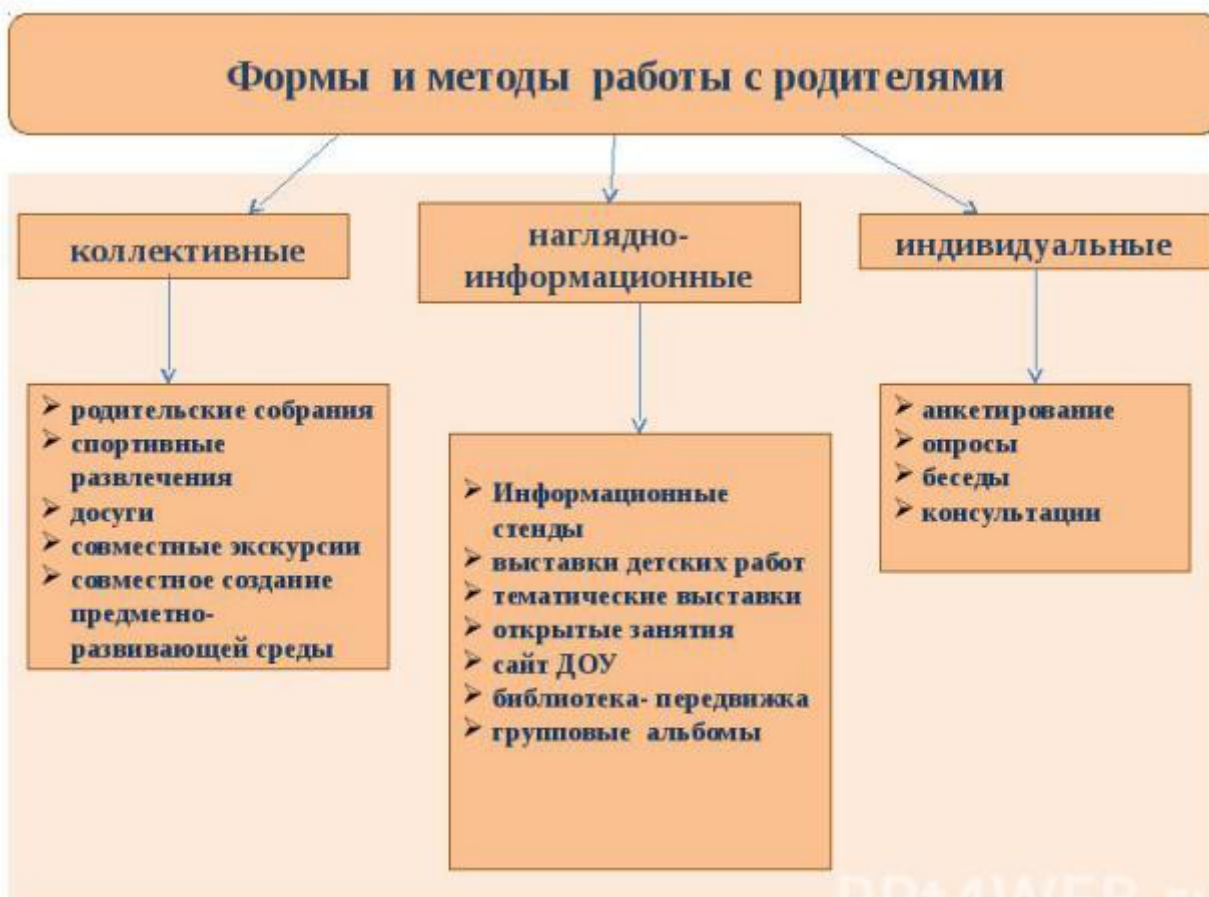 Формы и методы работы с родителями
коллективные
наглядно-
информационные
индивидуальные
➢ родительские собрания
➢ спортивные
развлечения
➢ досуги
➢ совместные экскурсии
➢ совместное создание
предметно-
развивающей среды
➢ Информационные
стенды
➢ выставки детских работ
➢ тематические выставки
➢ открытые занятия
➢ сайт ДОУ
➢ библиотека- передвижка
➢ групповые альбомы
➢ анкетирование
➢ опросы
➢ беседы
➢ консультации